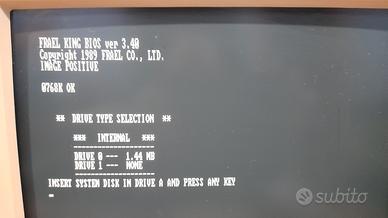 FRAEL KING BIOS ver 3.40
Copyright 1989 FRAEL CO., LTD.
IMAGE POSITIVE
0768K OK
** DRIVE TYPE SELECTION **
*** INTERNAL ***
--------------------
DRIVE 0 --- 1.44 MB
DRIVE 1 --- NONE
--------------------
INSERT SYSTEM DISK IN DRIVE A AND PRESS ANY KEY
subito